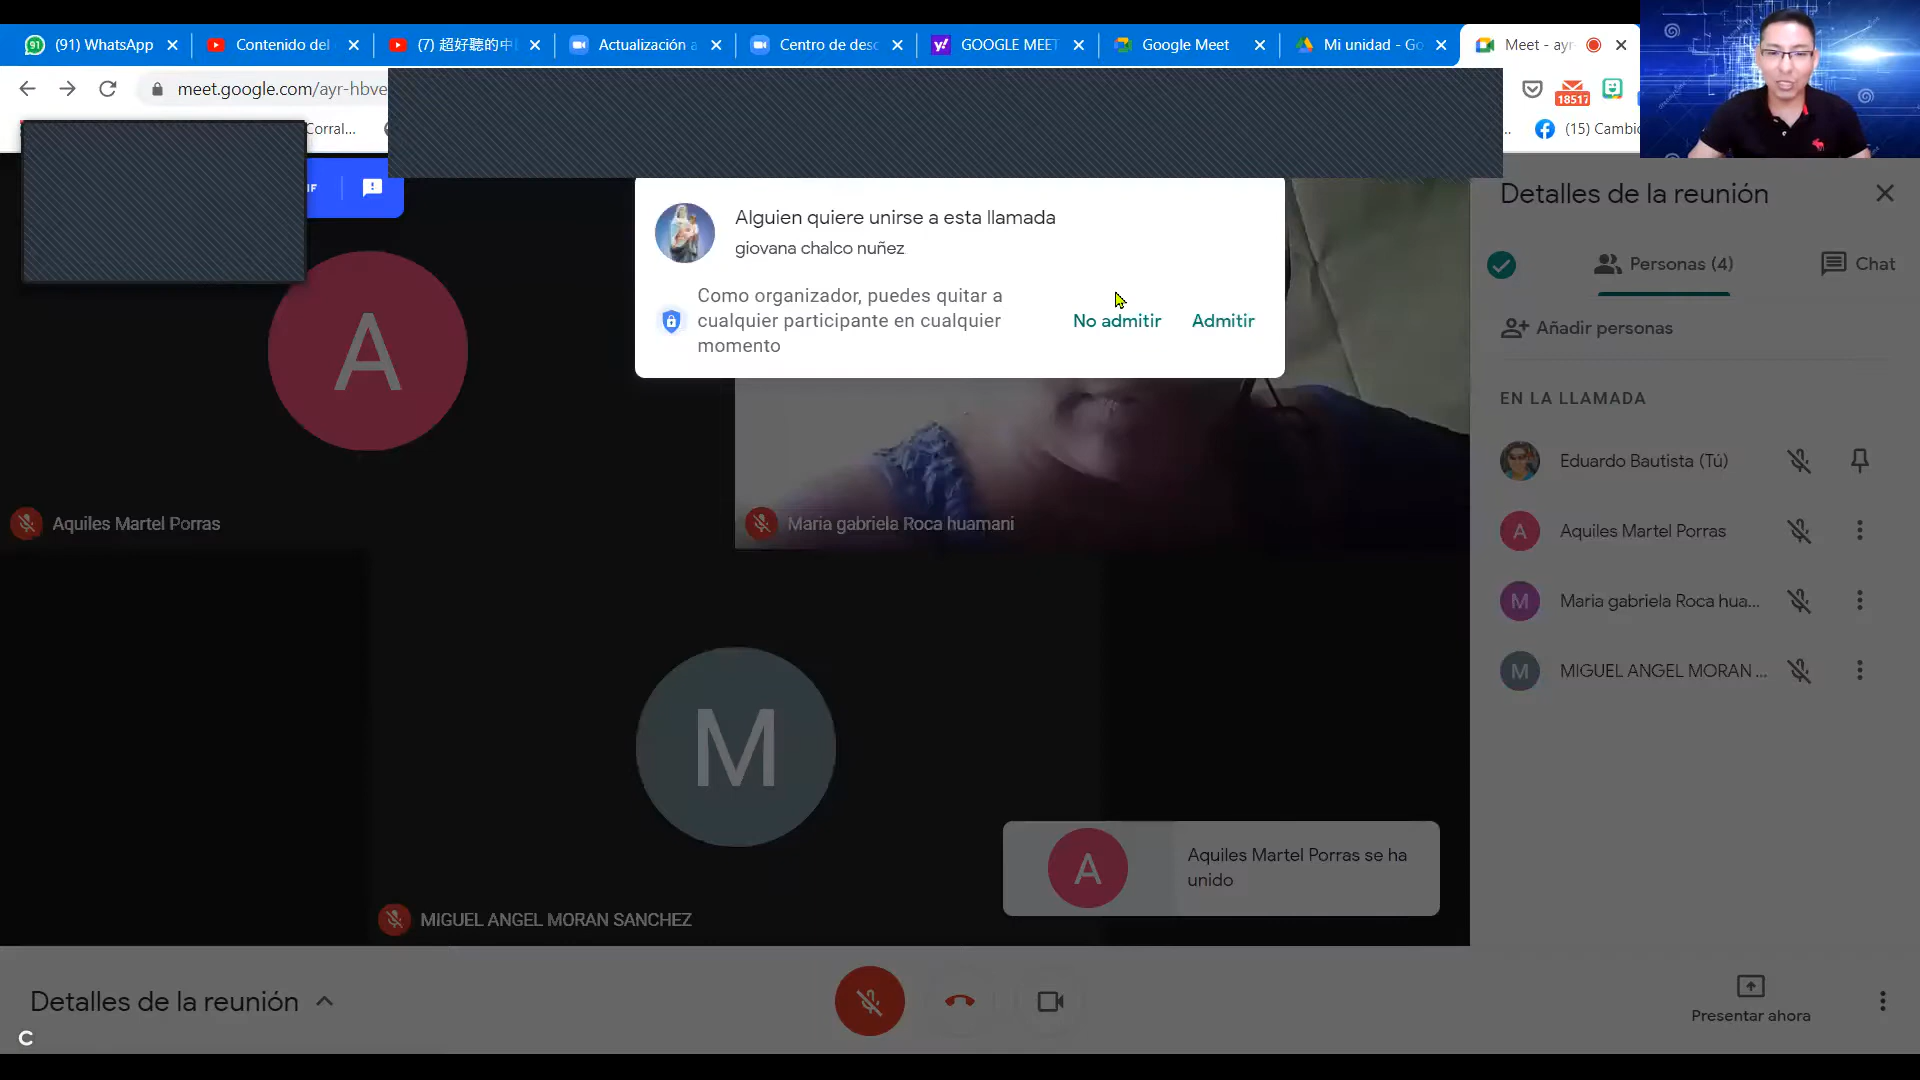 (91) WhatsApp
Contenido del
(7) 超好聽的中
Actualización a
Centro de desc
GOOGLE MEET
Google Meet
Mi unidad - Go
Meet - ayr
meet.google.com/ayr-hbve
18517
Corral...
(15) Cambio
IF
Detalles de la reunión
Alguien quiere unirse a esta llamada
giovana chalco nuñez
Como organizador, puedes quitar a
cualquier participante en cualquier
momento
No admitir
Admitir
Personas (4)
Chat
Añadir personas
EN LA LLAMADA
Eduardo Bautista (Tú)
A
Aquiles Martel Porras
M
Maria gabriela Roca hua...
M
MIGUEL ANGEL MORAN ...
A
Aquiles Martel Porras
Maria gabriela Roca huamani
M
MIGUEL ANGEL MORAN SANCHEZ
A
Aquiles Martel Porras se ha
unido
Detalles de la reunión
Presentar ahora
C